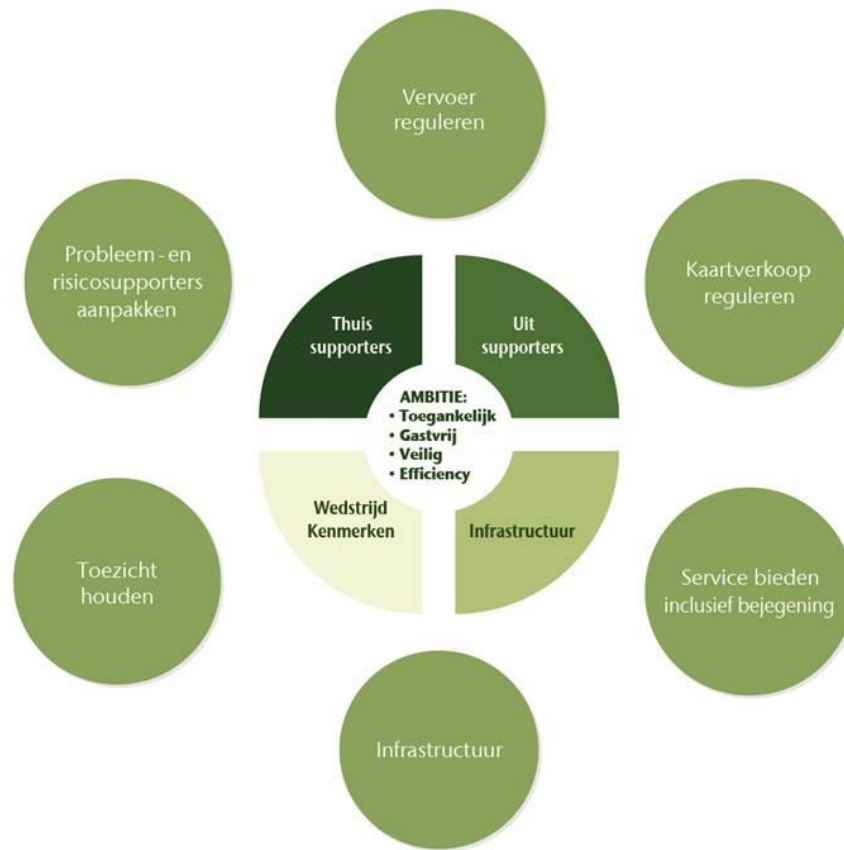 Vervoer
reguleren
Probleem - en
risicosupporters
aanpakken
Kaartverkoop
reguleren
Thuis
supporters
Uit
supporters
AMBITIE:
• Toegankelijk
• Gastvrij
• Veilig
• Efficiency
Wedstrijd
Kenmerken
Infrastructuur
Toezicht
houden
Service bieden
inclusief bejegening
Infrastructuur